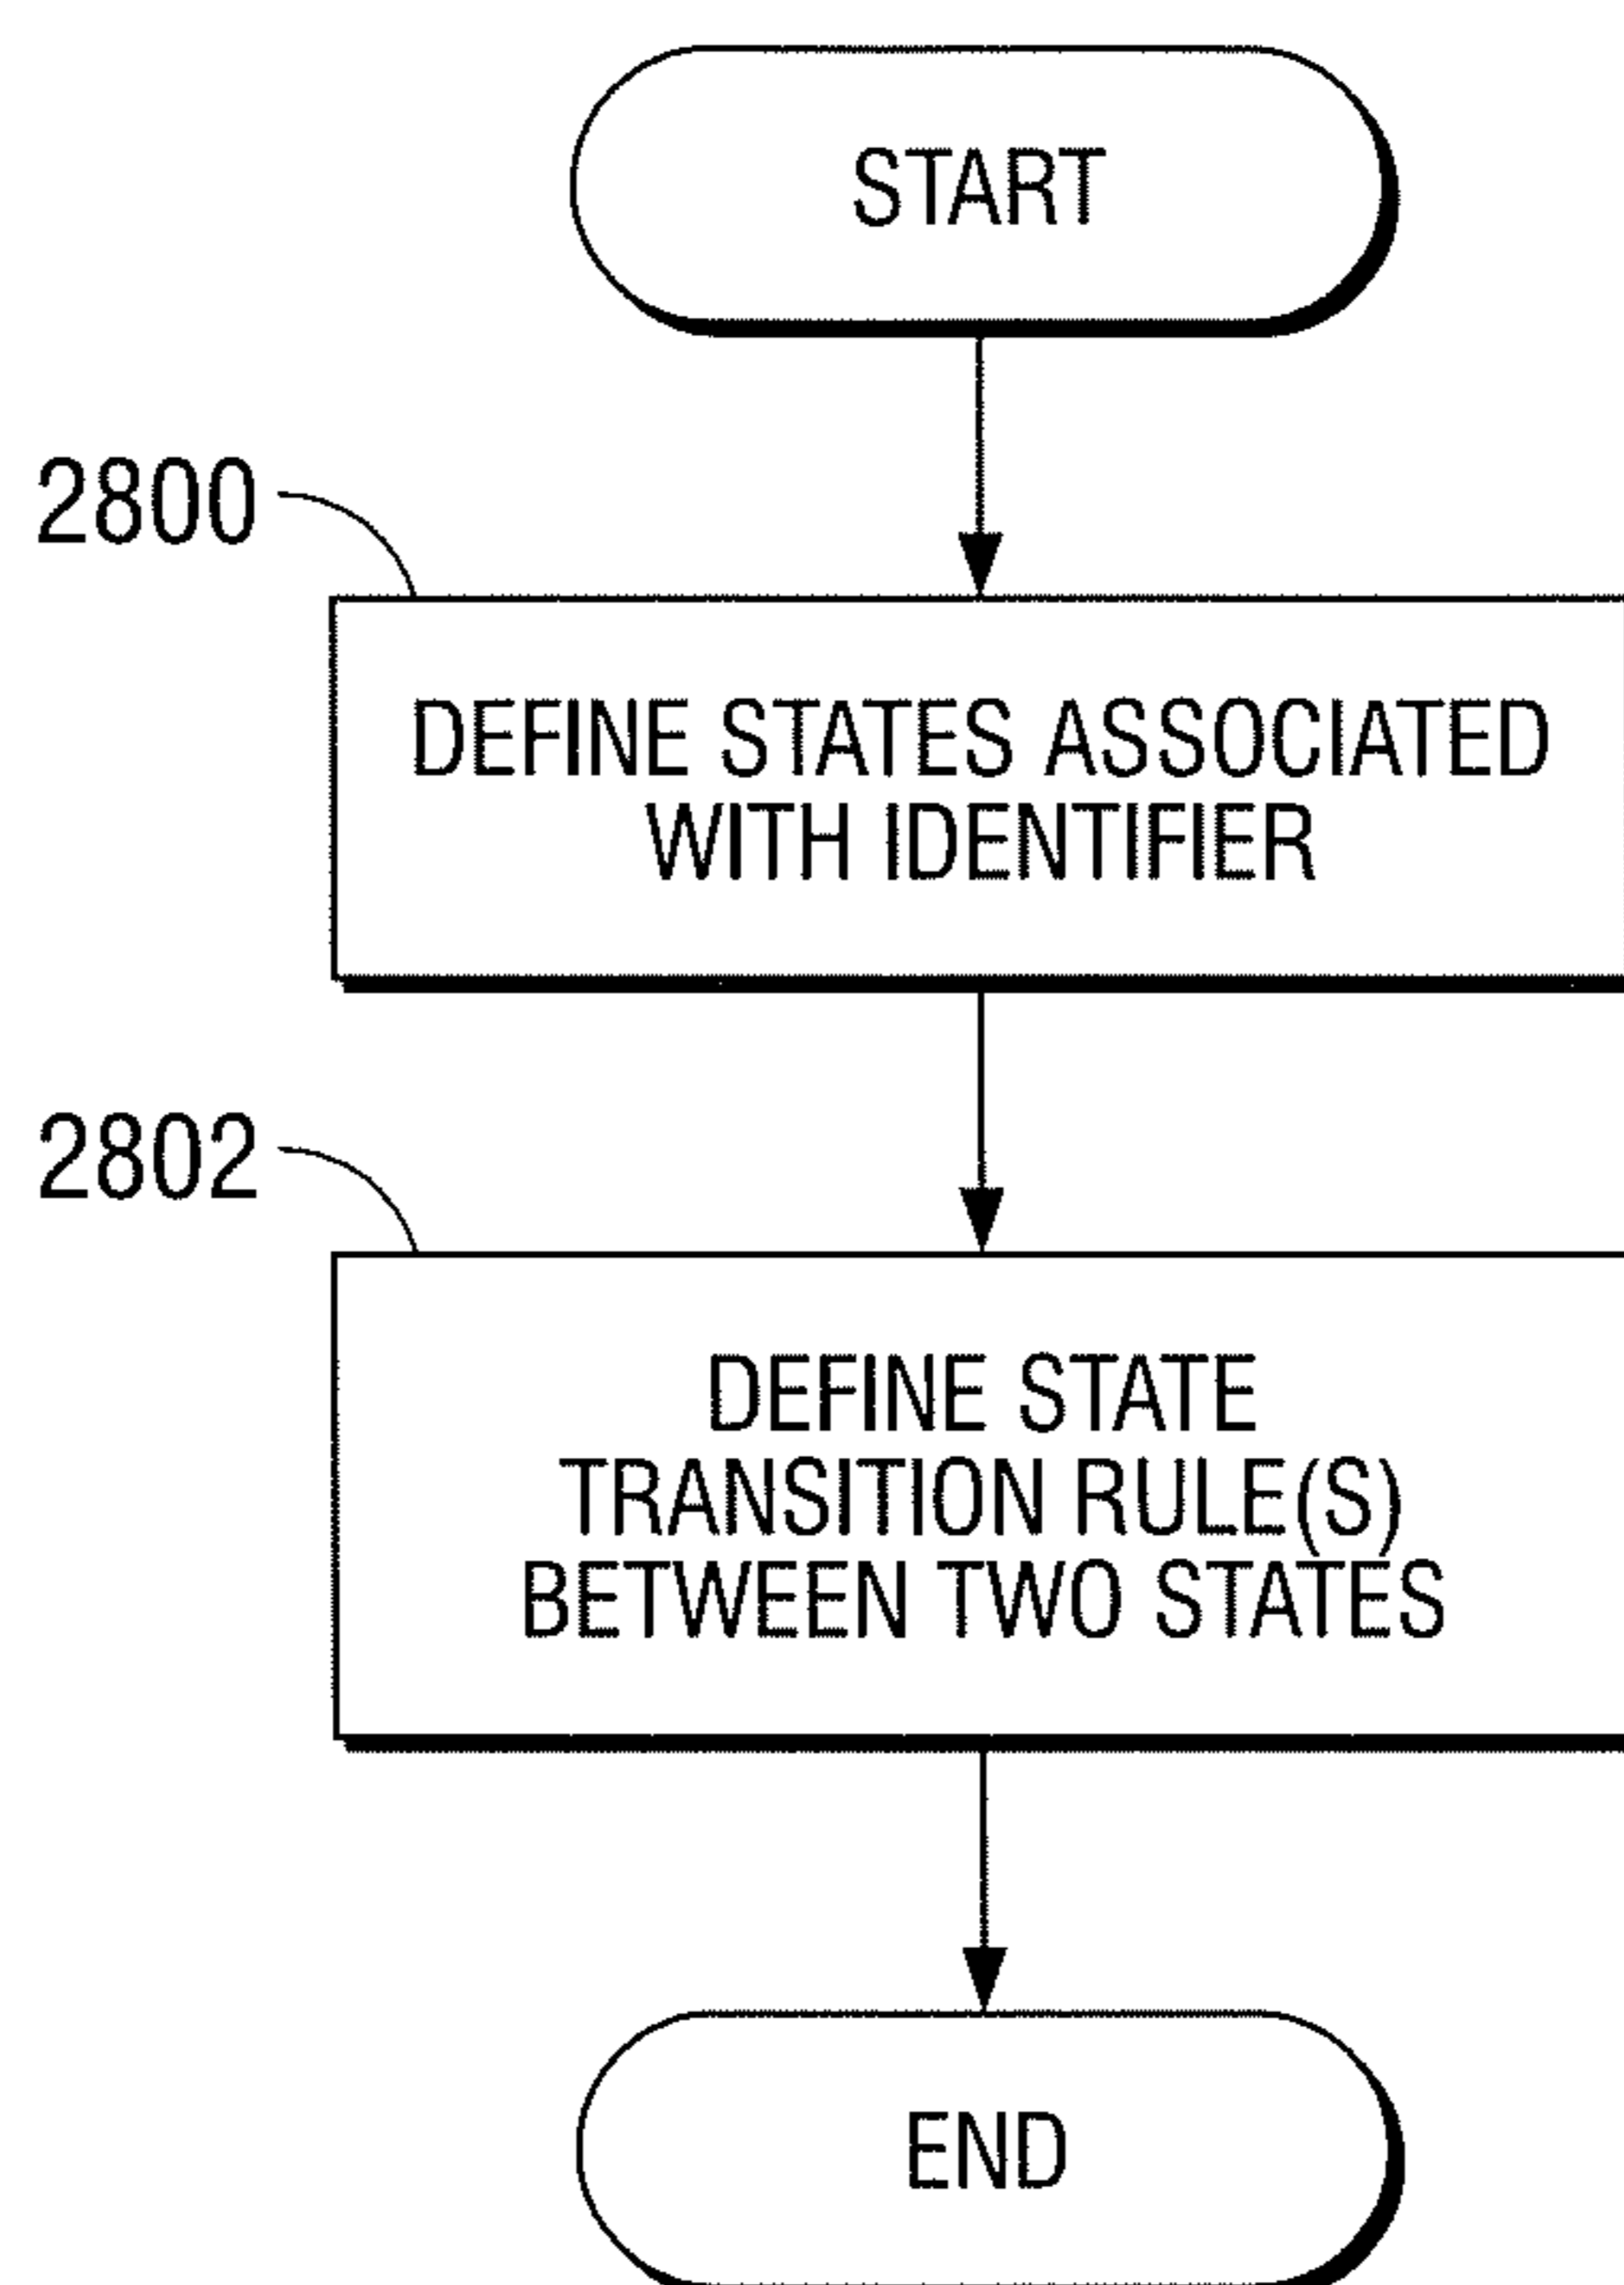 START
2800
DEFINE STATES ASSOCIATED
WITH IDENTIFIER
2802
DEFINE STATE
TRANSITION RULE(S)
BETWEEN TWO STATES
END